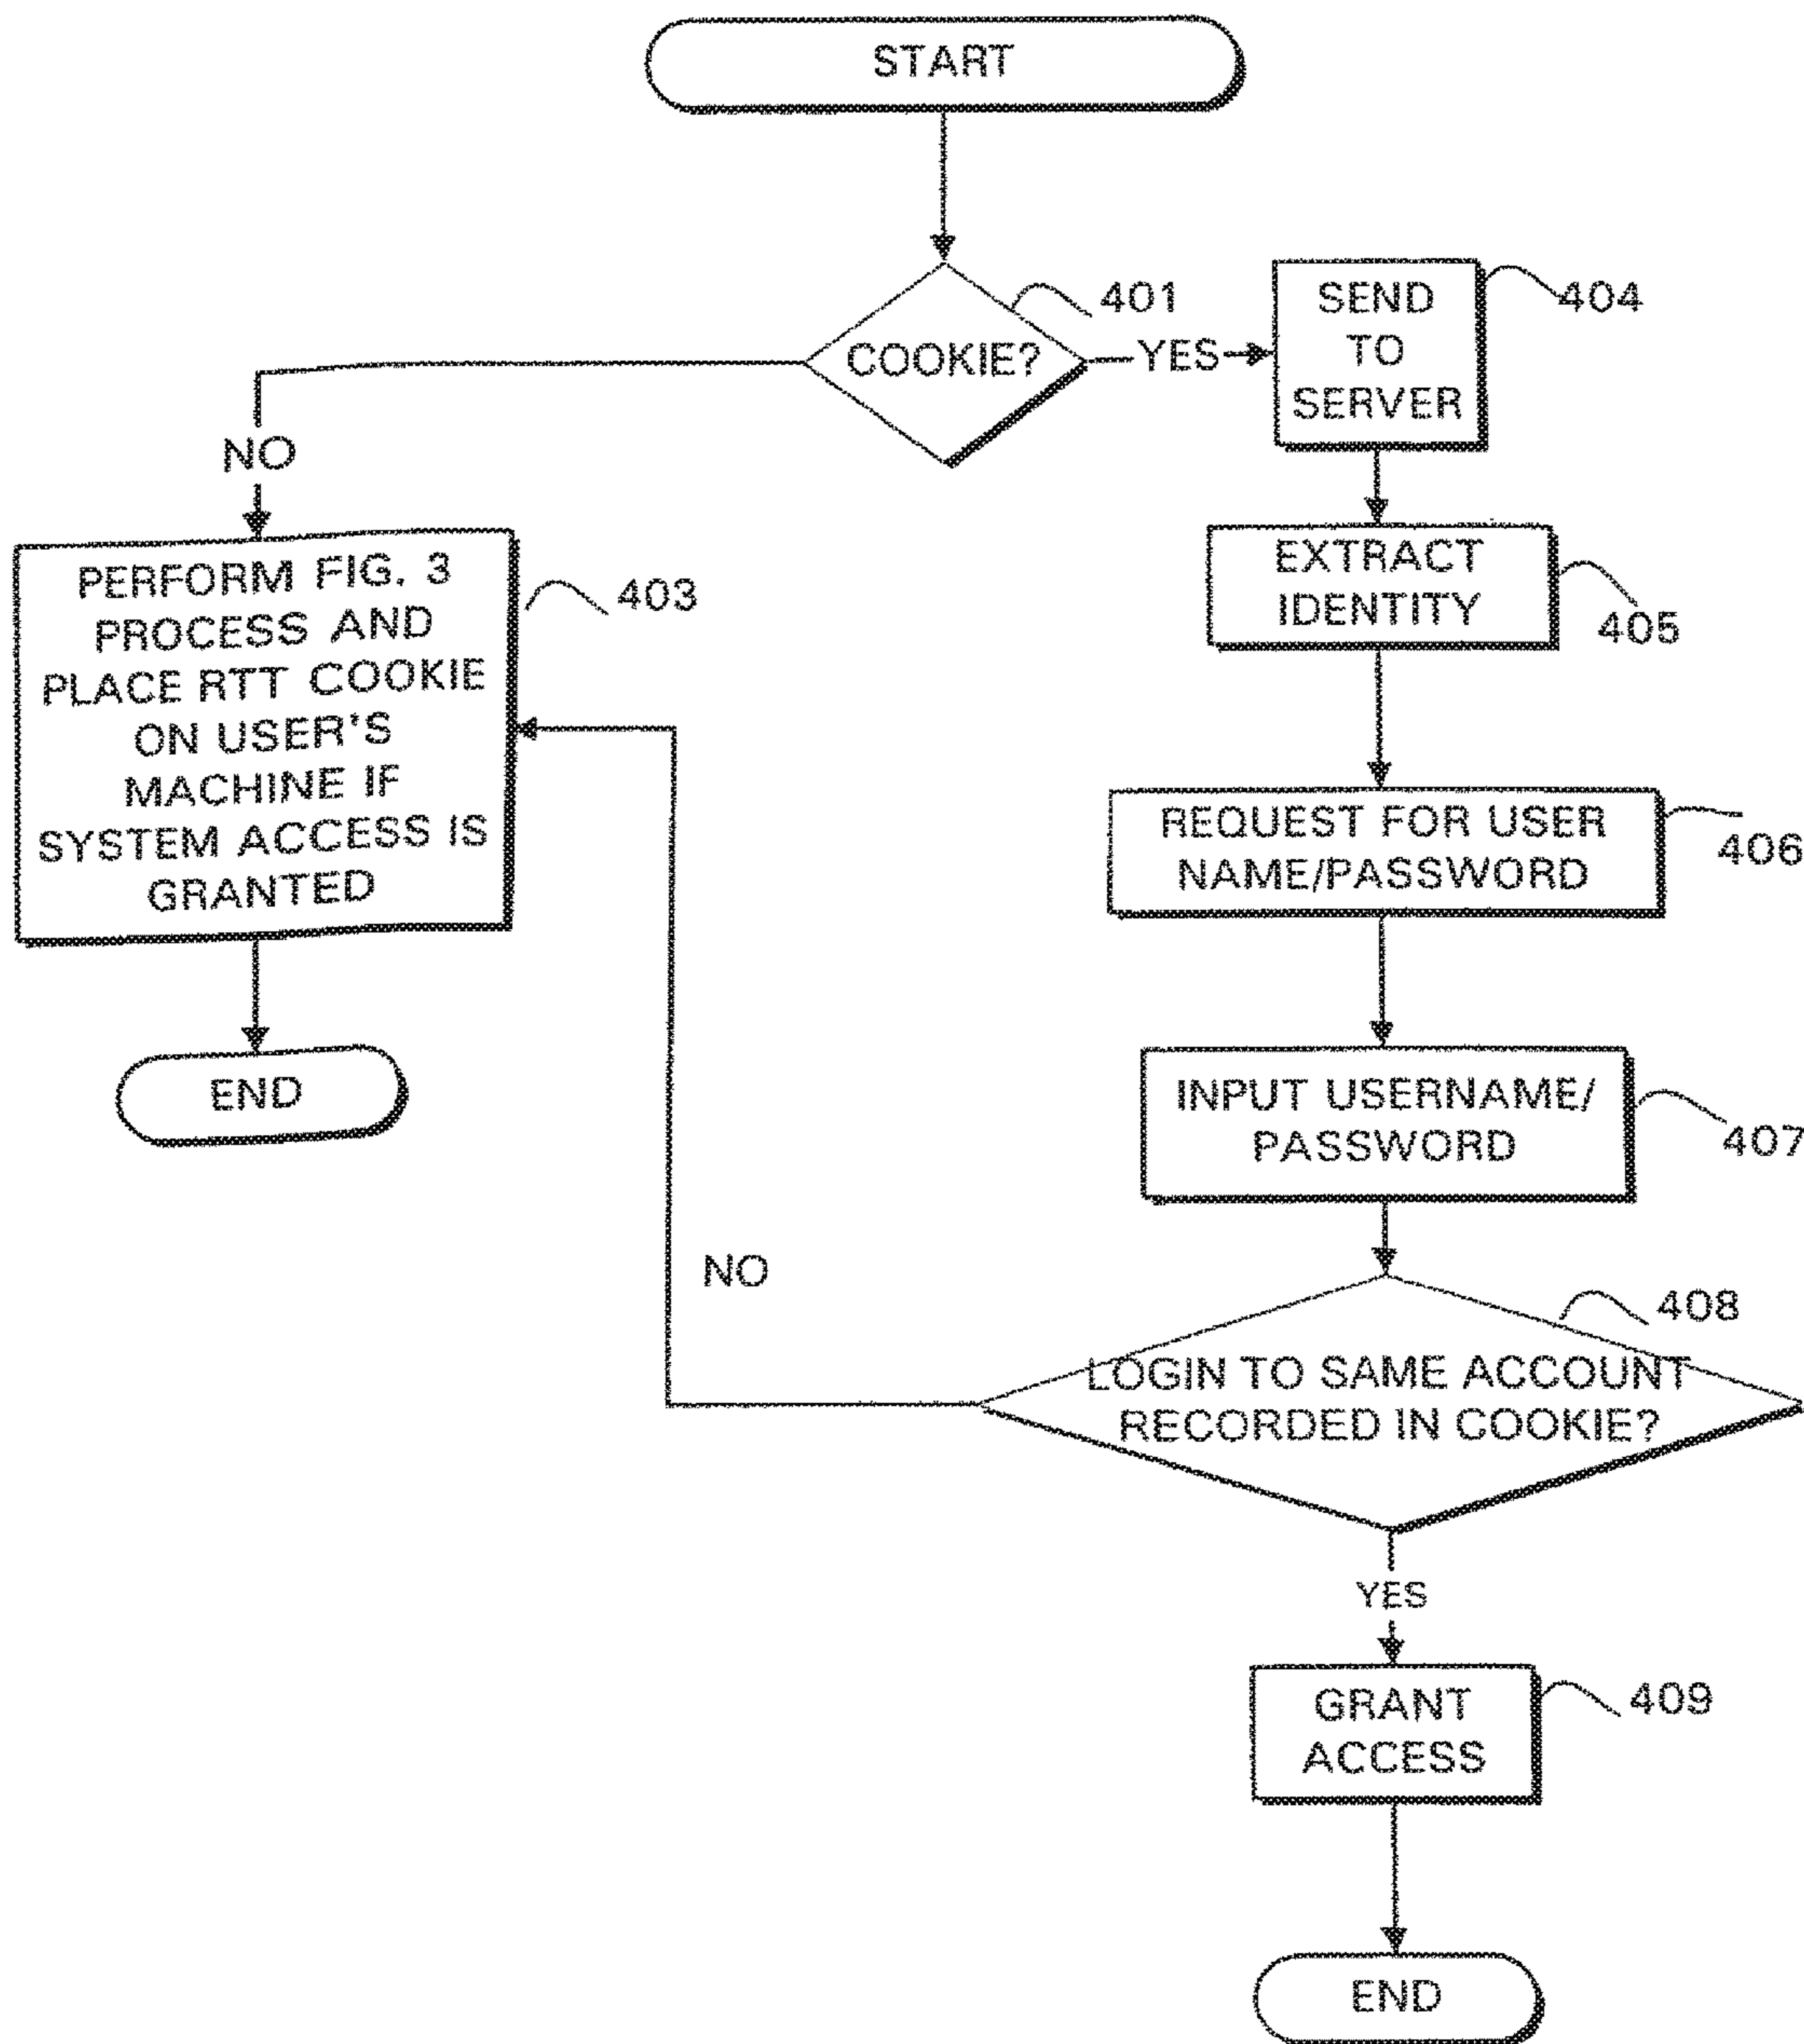 START
401
COOKIE?
YES
SEND
TO
SERVER
404
NO
PERFORM FIG. 3
PROCESS AND
PLACE RTT COOKIE
ON USER'S
MACHINE IF
SYSTEM ACCESS IS
GRANTED
403
END
EXTRACT
IDENTITY
405
REQUEST FOR USER
NAME/PASSWORD
406
INPUT USERNAME/
PASSWORD
407
NO
408
LOGIN TO SAME ACCOUNT
RECORDED IN COOKIE?
YES
GRANT
ACCESS
409
END